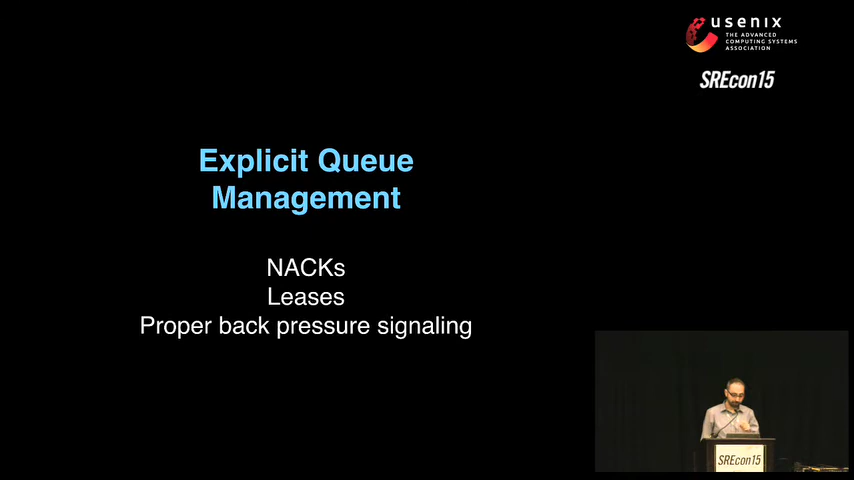 usenix
THE ADVANCED
COMPUTING SYSTEMS
ASSOCIATION
SREcon15
Explicit Queue
Management
NACKs
Leases
Proper back pressure signaling
SREcon15